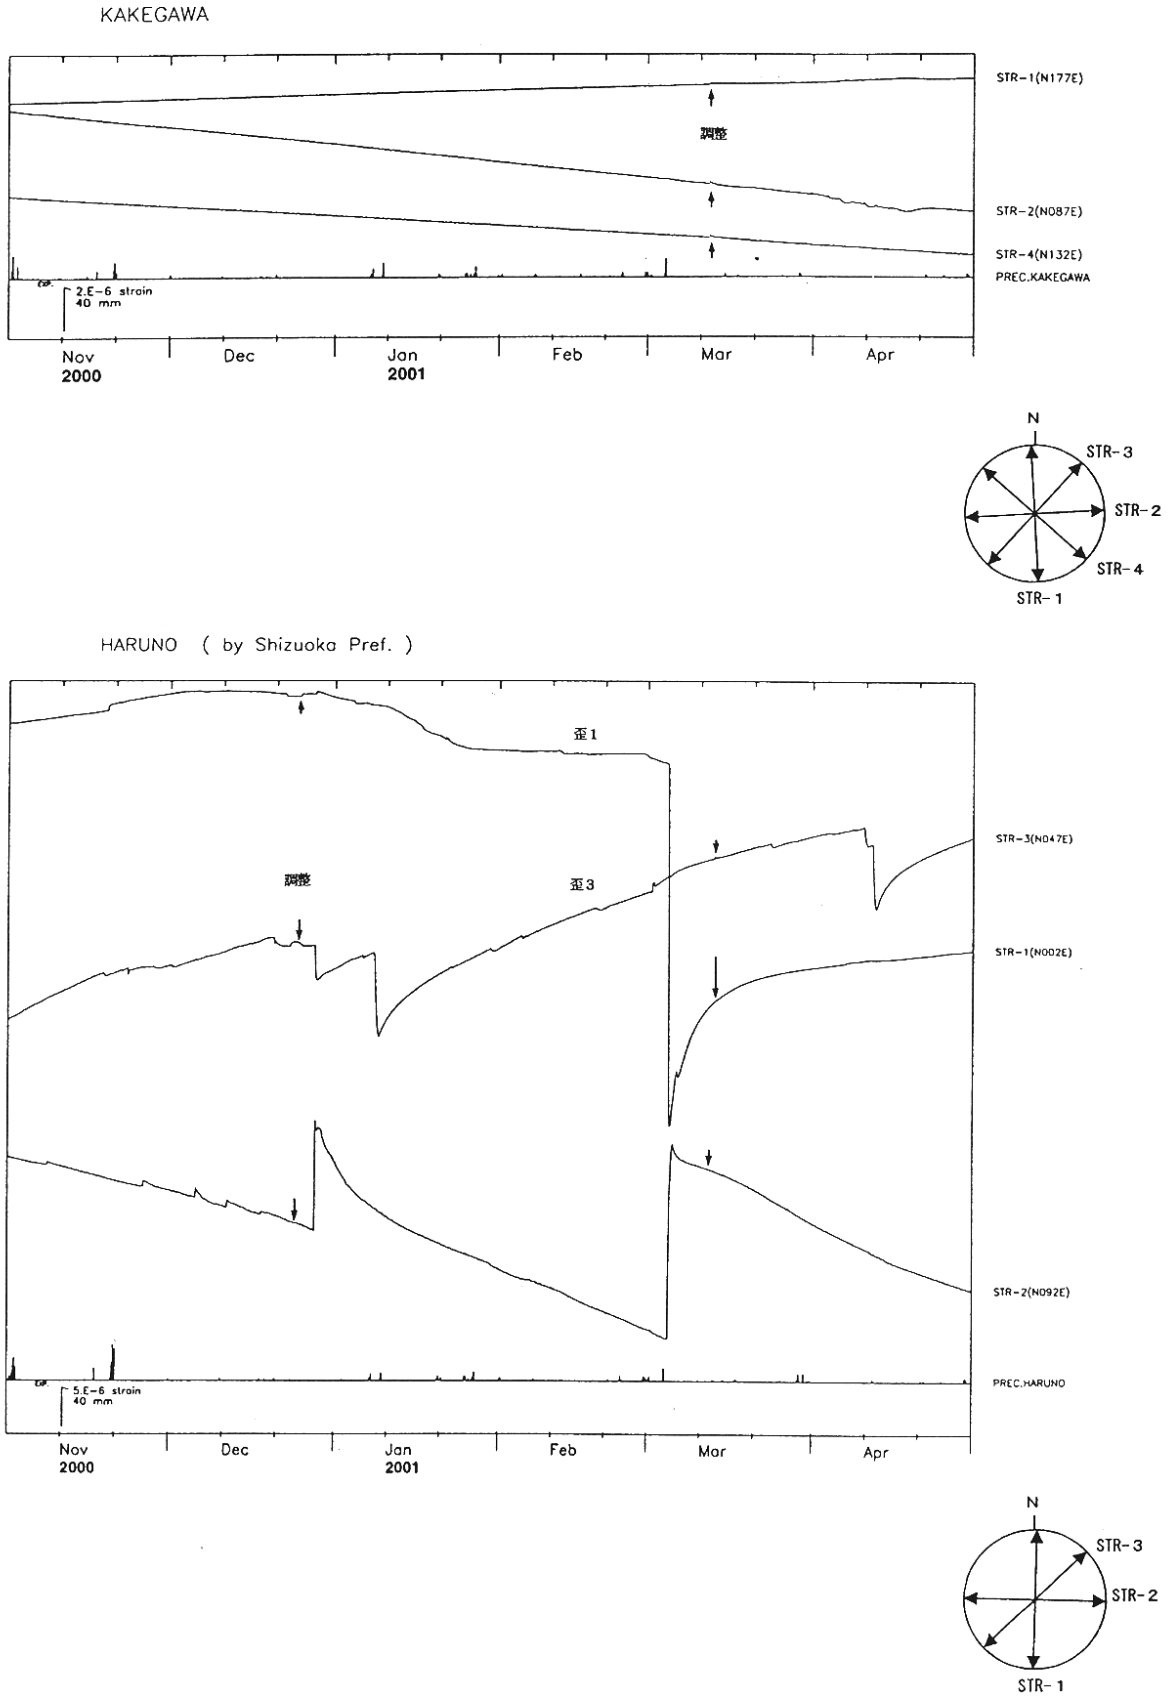 KAKEGAWA
STR-1(N177E)
調整
STR-2(N087E)
STR-4(N132E)
PREC.KAKEGAWA
EXP.
2.E-6 strain
40 mm
Nov Dec Jan Feb Mar Apr
2000 2001
N
STR-3
STR-2
STR-4
STR-1
HARUNO ( by Shizuoka Pref. )
歪1
STR-3(N047E)
調整
歪3
STR-1(N002E)
STR-2(N092E)
PREC.HARUNO
EXP.
5.E-6 strain
40 mm
Nov Dec Jan Feb Mar Apr
2000 2001
N
STR-3
STR-2
STR-1